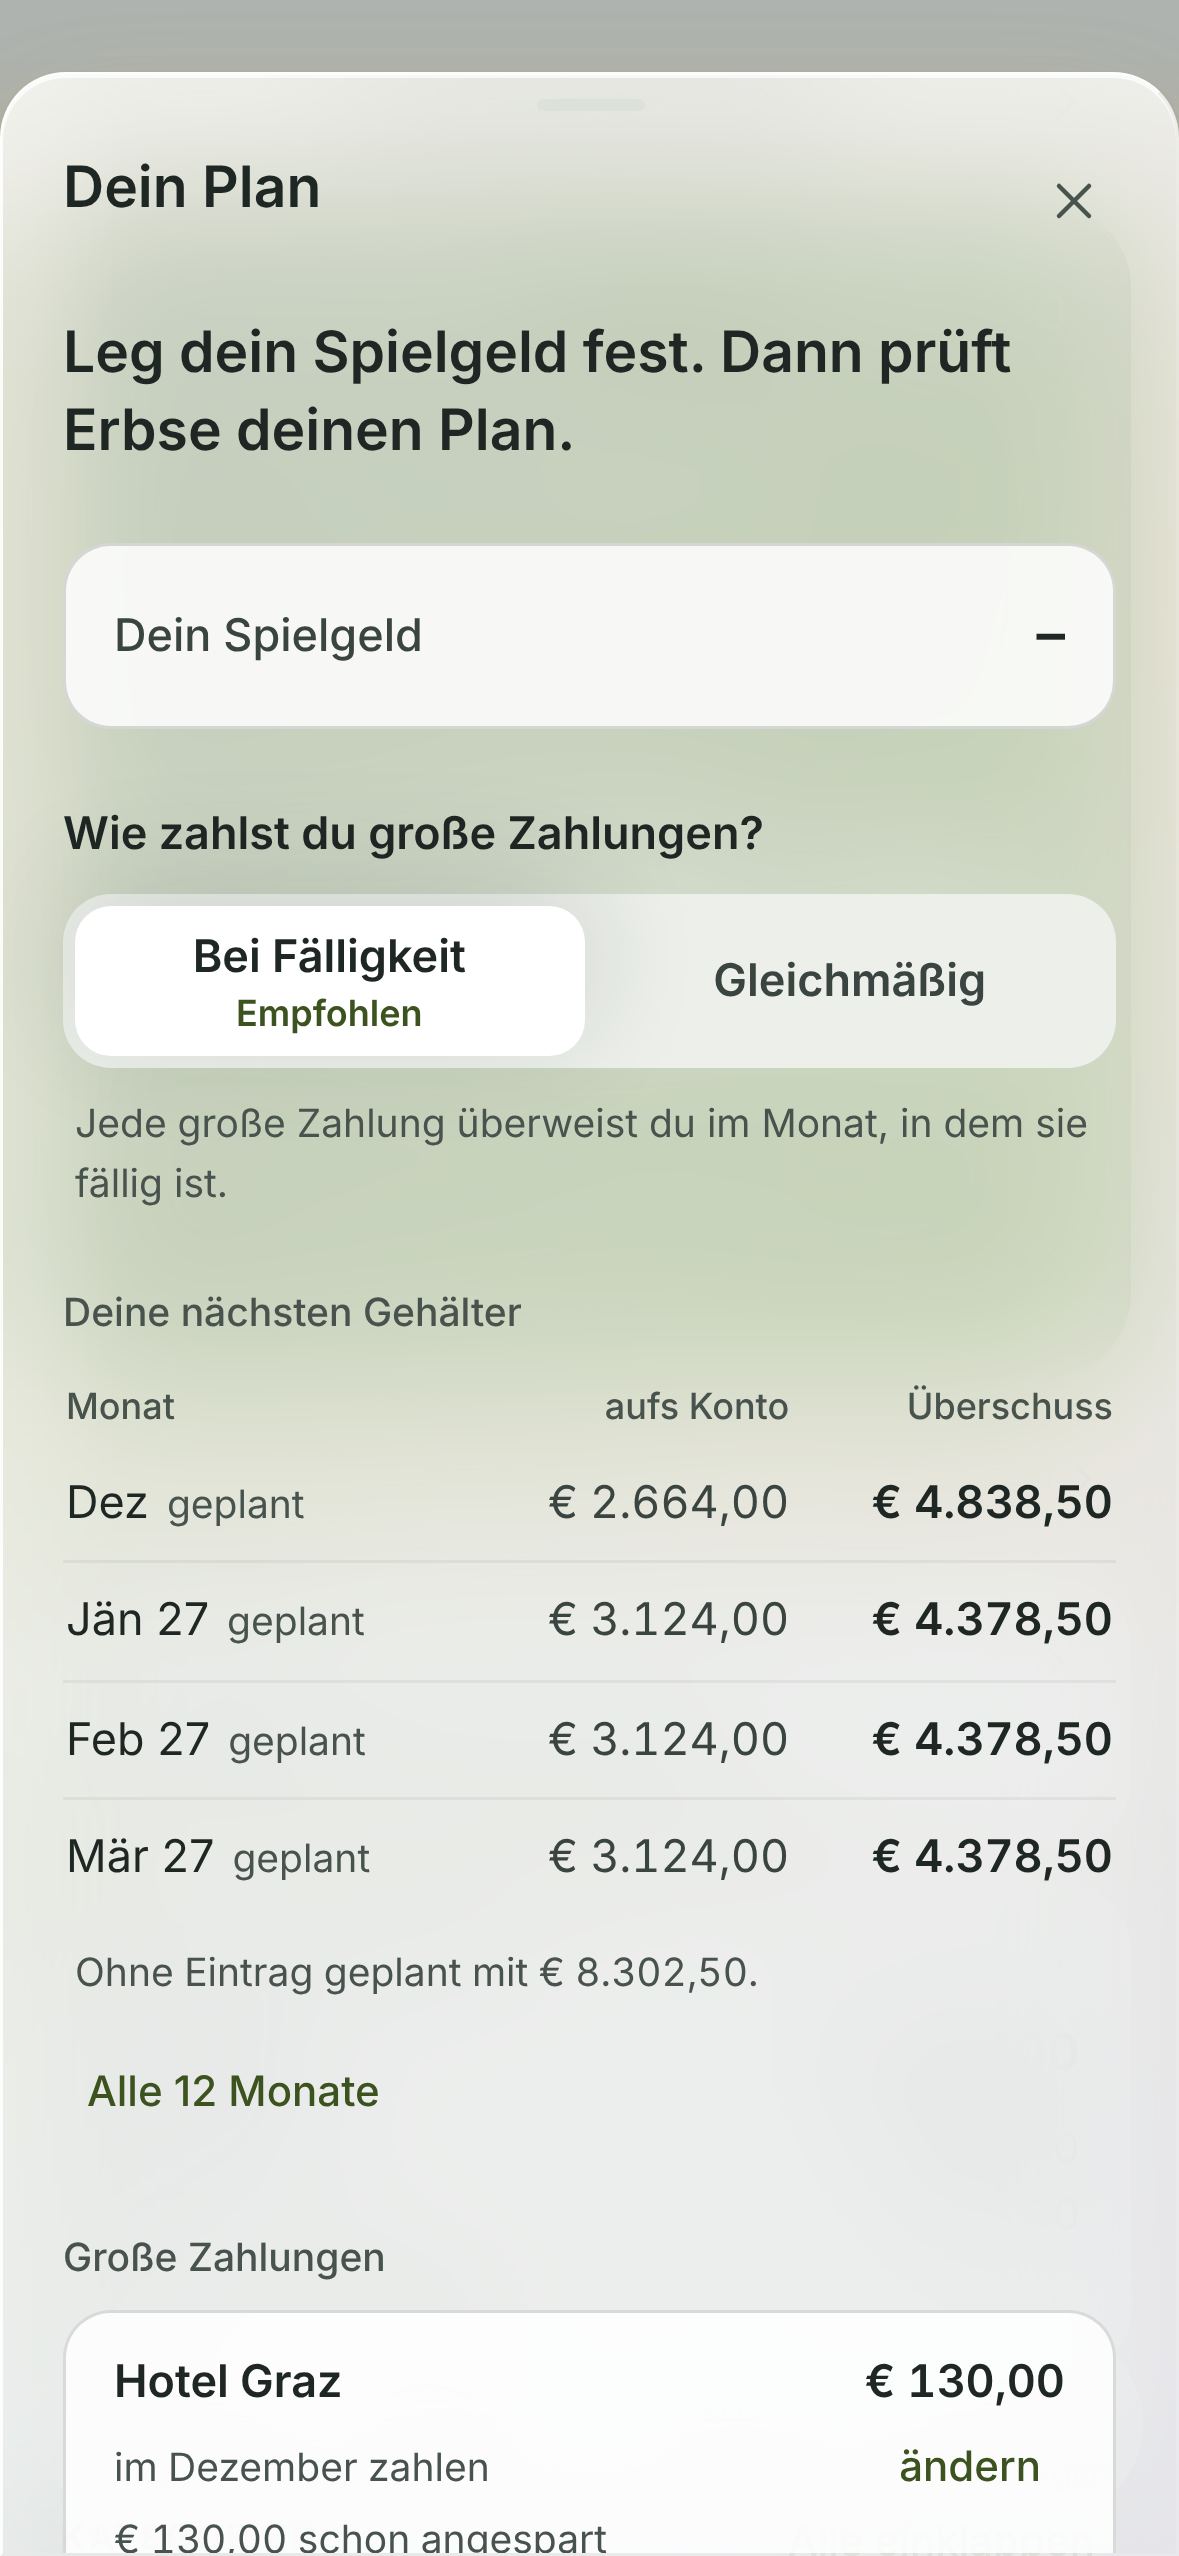 Dein Plan
Leg dein Spielgeld fest. Dann prüft
Erbse deinen Plan.
Dein Spielgeld –
Wie zahlst du große Zahlungen?
Bei Fälligkeit
Empfohlen
Gleichmäßig
Jede große Zahlung überweist du im Monat, in dem sie
fällig ist.
Deine nächsten Gehälter
Monat aufs Konto Überschuss
Dez geplant € 2.664,00 € 4.838,50
Jän 27 geplant € 3.124,00 € 4.378,50
Feb 27 geplant € 3.124,00 € 4.378,50
Mär 27 geplant € 3.124,00 € 4.378,50
Ohne Eintrag geplant mit € 8.302,50.
Alle 12 Monate
Große Zahlungen
Hotel Graz € 130,00
im Dezember zahlen ändern
€ 130,00 schon angespart